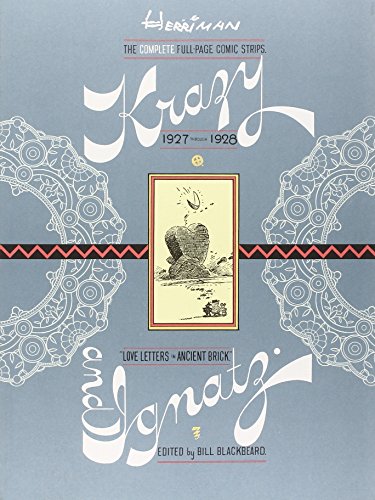 HERRIMAN
THE COMPLETE FULL-PAGE COMIC STRIPS.
Krazy
1927 THROUGH 1928
"LOVE LETTERS IN ANCIENT BRICK."
and Ignatz.
EDITED by BILL BLACKBEARD.